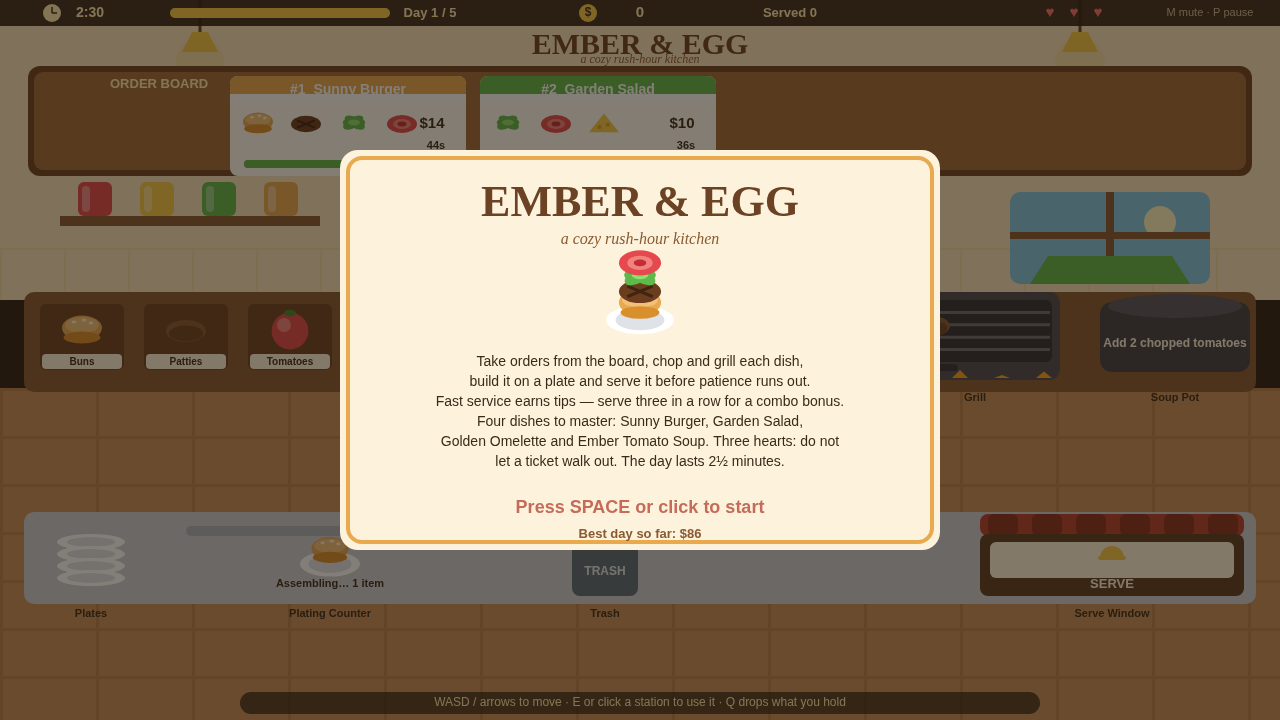 2:30
Day 1 / 5
$
0
Served 0
♥ ♥ ♥
M mute · P pause
EMBER & EGG
a cozy rush-hour kitchen
ORDER BOARD
#1 Sunny Burger
$14
44s
#2 Garden Salad
$10
36s
EMBER & EGG
a cozy rush-hour kitchen
Take orders from the board, chop and grill each dish,
build it on a plate and serve it before patience runs out.
Fast service earns tips — serve three in a row for a combo bonus.
Four dishes to master: Sunny Burger, Garden Salad,
Golden Omelette and Ember Tomato Soup. Three hearts: do not
let a ticket walk out. The day lasts 2½ minutes.
Press SPACE or click to start
Best day so far: $86
Buns
Patties
Tomatoes
Add 2 chopped tomatoes
Grill
Soup Pot
Assembling… 1 item
TRASH
SERVE
Plates
Plating Counter
Trash
Serve Window
WASD / arrows to move · E or click a station to use it · Q drops what you hold